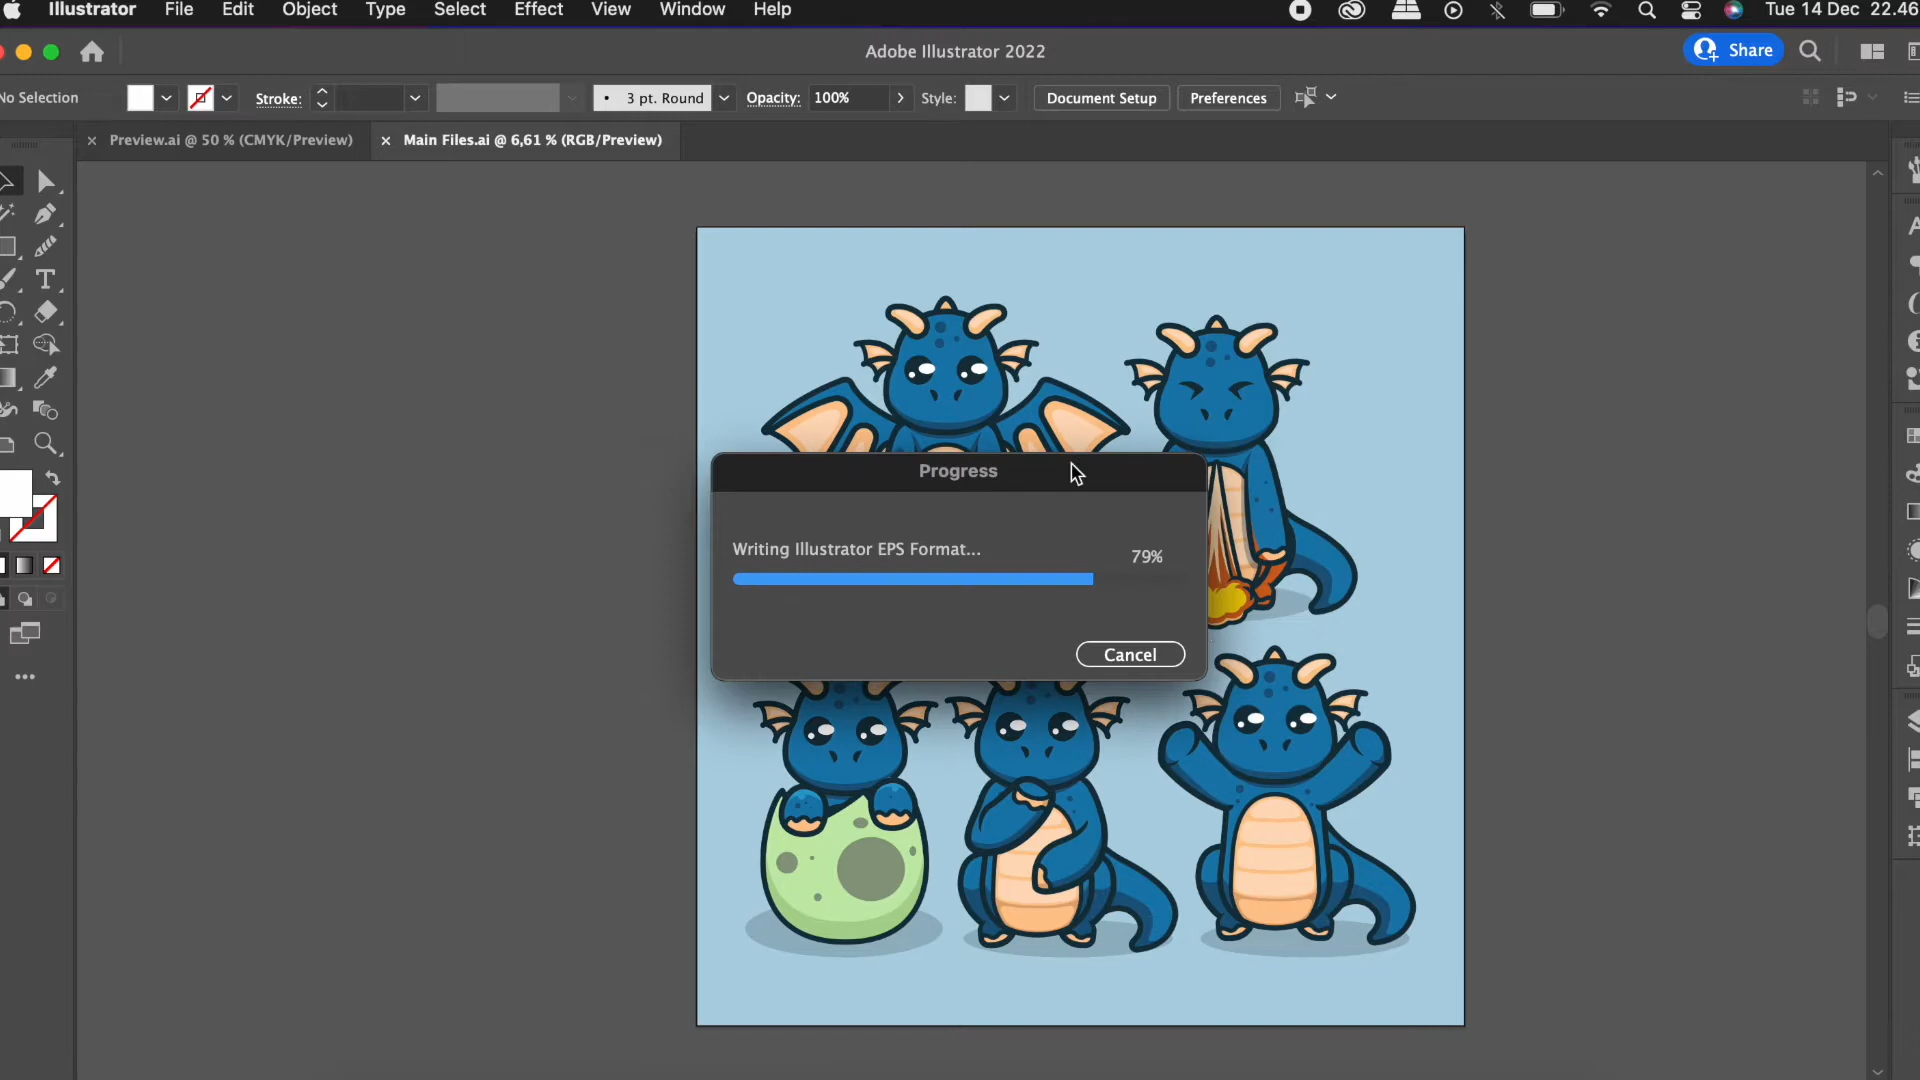 Illustrator File Edit Object Type Select Effect View Window Help Tue 14 Dec 22.46
Adobe Illustrator 2022
Share
No Selection Stroke: 3 pt. Round Opacity: 100% Style: Document Setup Preferences
Preview.ai @ 50 % (CMYK/Preview) Main Files.ai @ 6,61 % (RGB/Preview)
Progress
Writing Illustrator EPS Format...
79%
Cancel